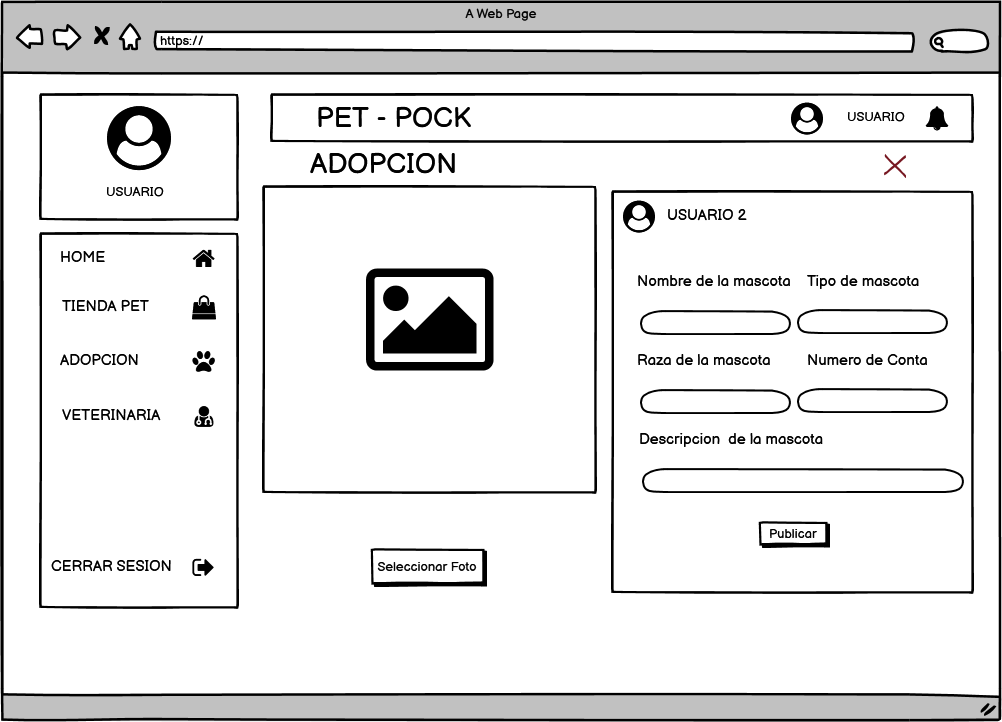 A Web Page
https://
USUARIO
HOME
TIENDA PET
ADOPCION
VETERINARIA
CERRAR SESION
PET - POCK
USUARIO
ADOPCION
Seleccionar Foto
USUARIO 2
Nombre de la mascota Tipo de mascota
Raza de la mascota Numero de Conta
Descripcion de la mascota
Publicar